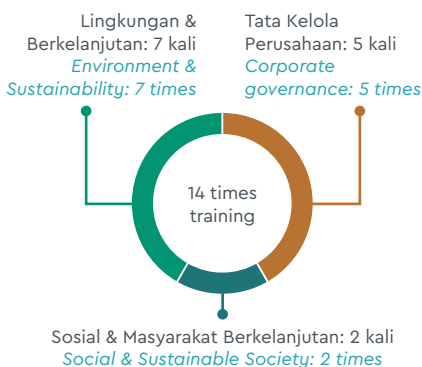 Lingkungan &
Berkelanjutan: 7 kali
Environment &
Sustainability: 7 times
Tata Kelola
Perusahaan: 5 kali
Corporate
governance: 5 times
14 times
training
Sosial & Masyarakat Berkelanjutan: 2 kali
Social & Sustainable Society: 2 times